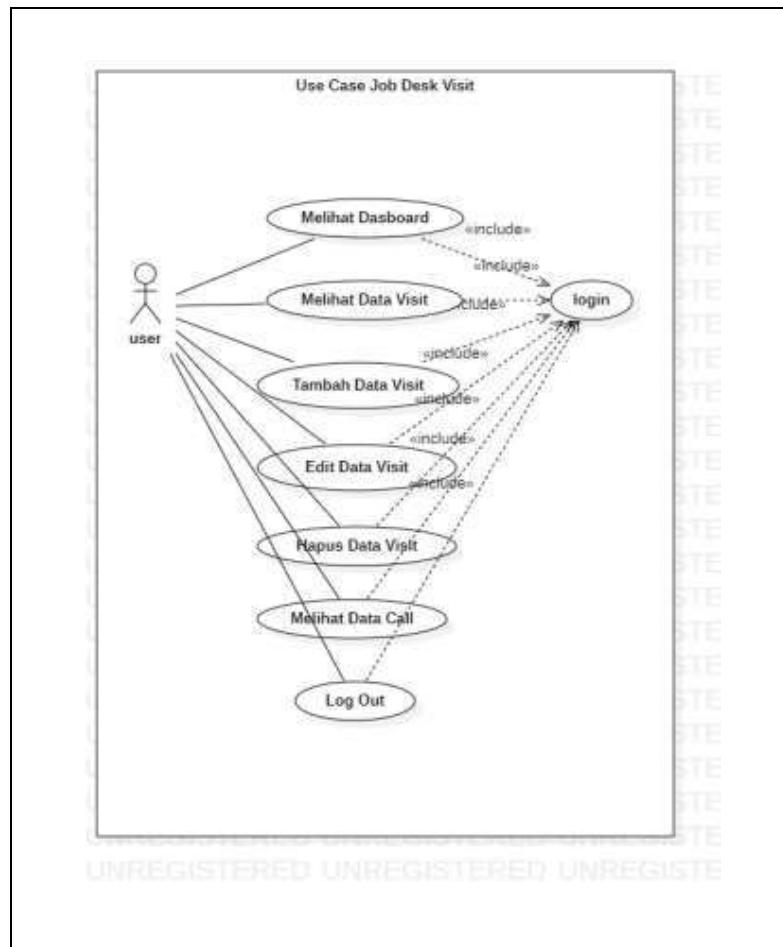 Use Case Job Desk Visit
Melihat Dasboard
«include»
«include»
Melihat Data Visit
«include»
login
user
«include»
Tambah Data Visit
«include»
«include»
Edit Data Visit
«include»
Hapus Data Visit
Melihat Data Call
Log Out
UNREGISTERED UNREGISTERED UNREGISTE
UNREGISTERED UNREGISTERED UNREGISTE